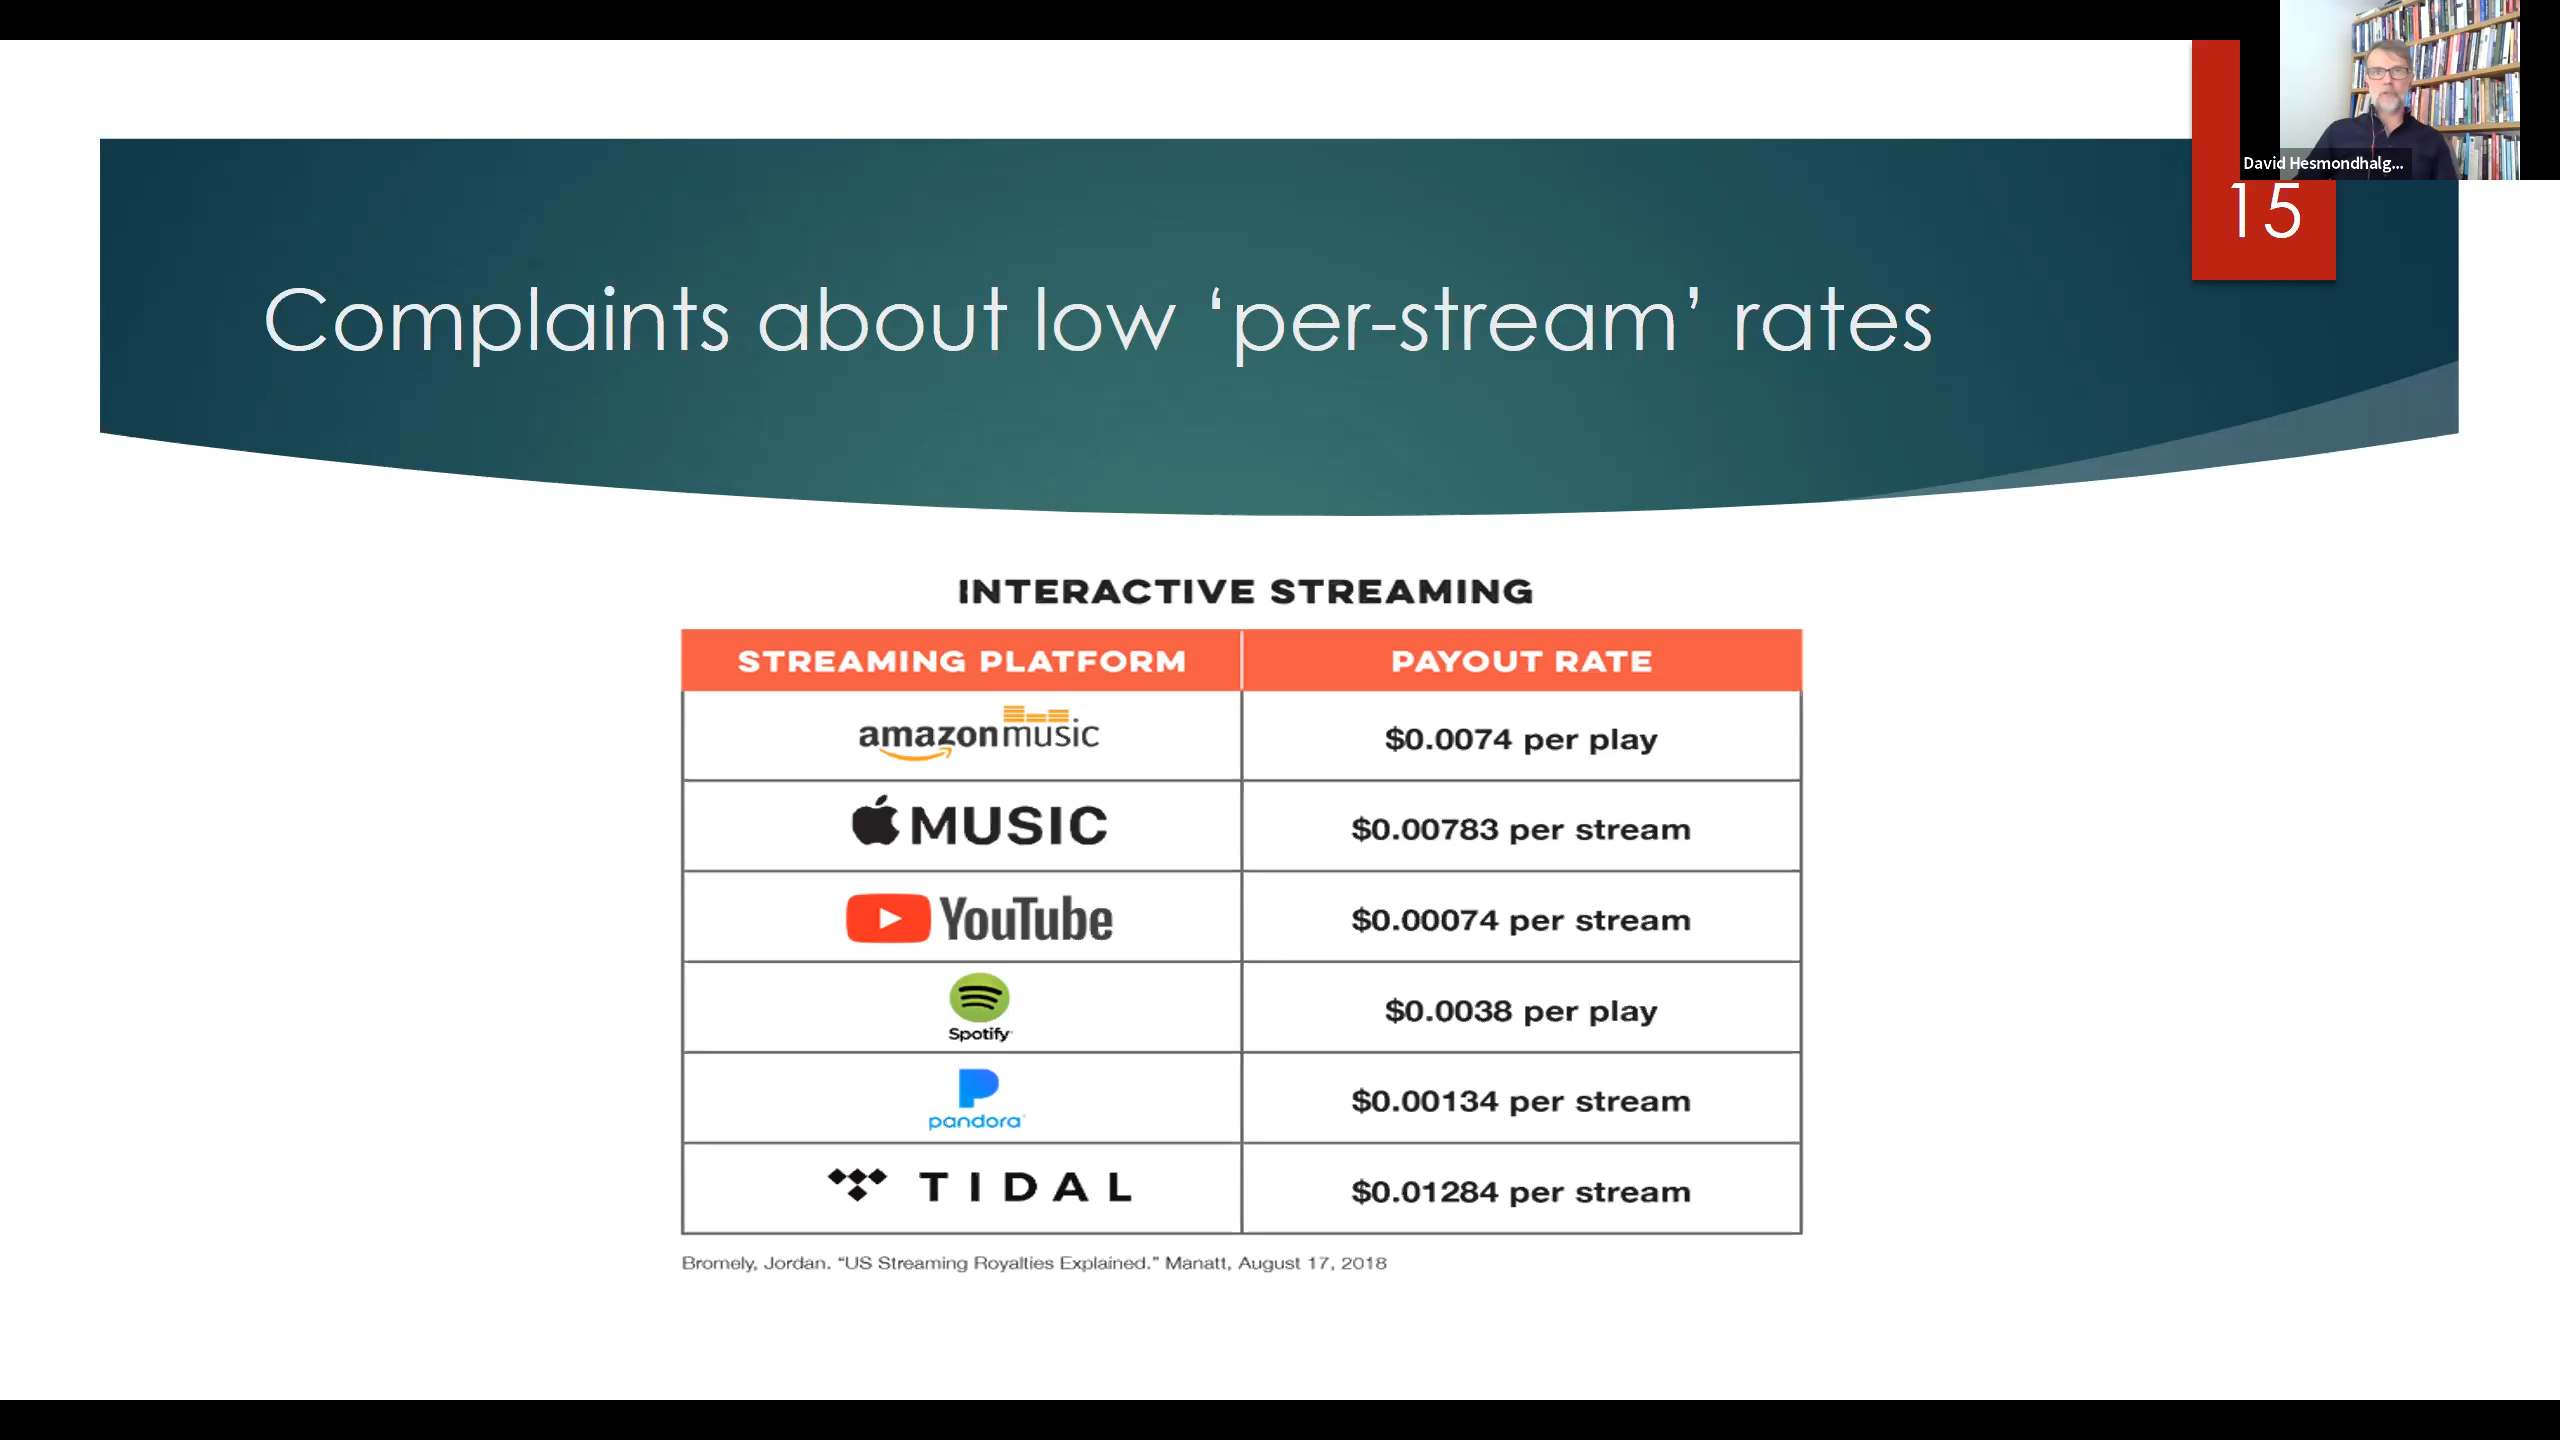 David Hesmondhalg...
15
Complaints about low ‘per-stream’ rates
INTERACTIVE STREAMING
STREAMING PLATFORM PAYOUT RATE
amazon music $0.0074 per play
MUSIC $0.00783 per stream
YouTube $0.00074 per stream
Spotify $0.0038 per play
pandora $0.00134 per stream
TIDAL $0.01284 per stream
Bromely, Jordan. “US Streaming Royalties Explained.” Manatt, August 17, 2018